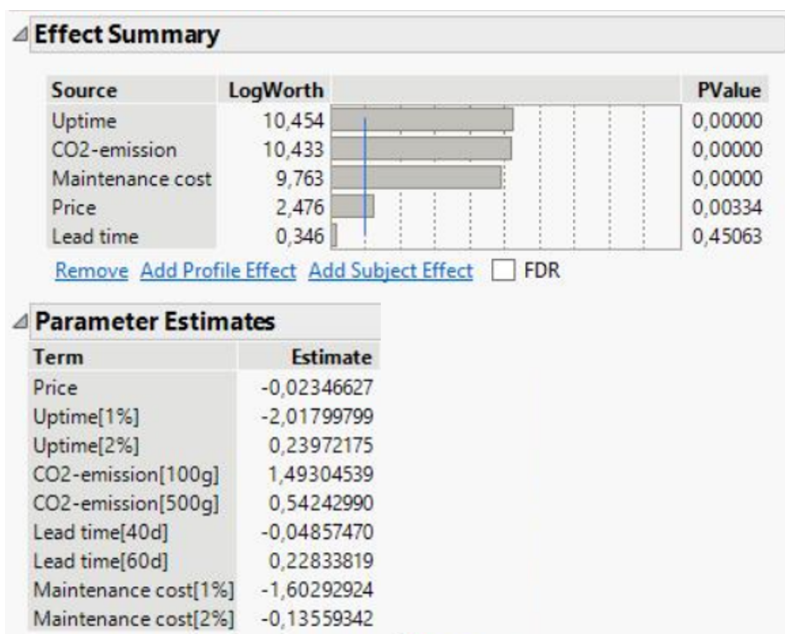 Effect Summary
Source LogWorth PValue
Uptime 10,454 0,00000
CO2-emission 10,433 0,00000
Maintenance cost 9,763 0,00000
Price 2,476 0,00334
Lead time 0,346 0,45063
Remove Add Profile Effect Add Subject Effect FDR
Parameter Estimates
Term Estimate
Price -0,02346627
Uptime[1%] -2,01799799
Uptime[2%] 0,23972175
CO2-emission[100g] 1,49304539
CO2-emission[500g] 0,54242990
Lead time[40d] -0,04857470
Lead time[60d] 0,22833819
Maintenance cost[1%] -1,60292924
Maintenance cost[2%] -0,13559342